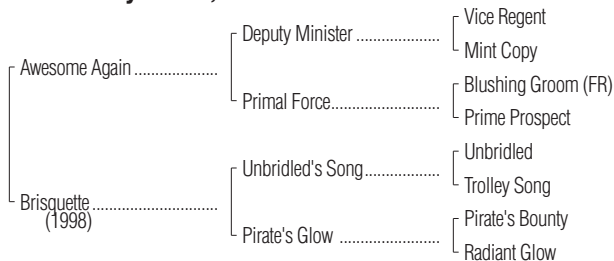 Vice Regent
Deputy Minister ...................
Mint Copy
Awesome Again ...................
Blushing Groom (FR)
Primal Force.........................
Prime Prospect
Unbridled
Unbridled's Song.................
Trolley Song
Brisquette .............................
(1998)
Pirate's Bounty
Pirate's Glow .......................
Radiant Glow